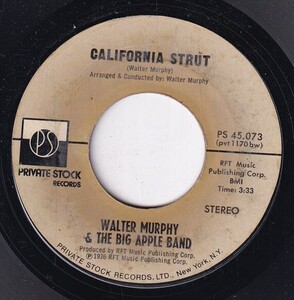 CALIFORNIA STRUT
(Walter Murphy)
Arranged & Conducted by: Walter Murphy
PS
PRIVATE STOCK
RECORDS
PS 45.073
(pvt 1170 bw)
RFT Music
Publishing Corp.
BMI
Time: 3:33
STEREO
WALTER MURPHY
& THE BIG APPLE BAND
Produced by RFT Music Publishing Corp.
© 1976 RFT Music Publishing Corp.
PRIVATE STOCK RECORDS, LTD., New York, N.Y.